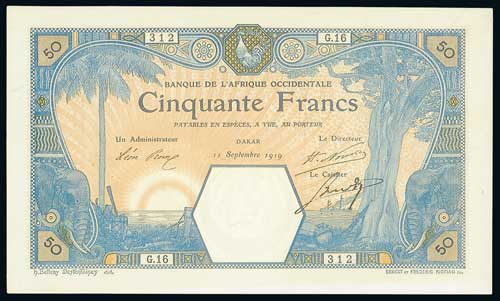 50 312 G.16 50
BANQUE DE L'AFRIQUE OCCIDENTALE
Cinquante Francs
PAYABLES EN ESPÈCES, A VUE, AU PORTEUR
Un Administrateur DAKAR Le Directeur
11 Septembre 1919
Le Caissier
50 G.16 312 50